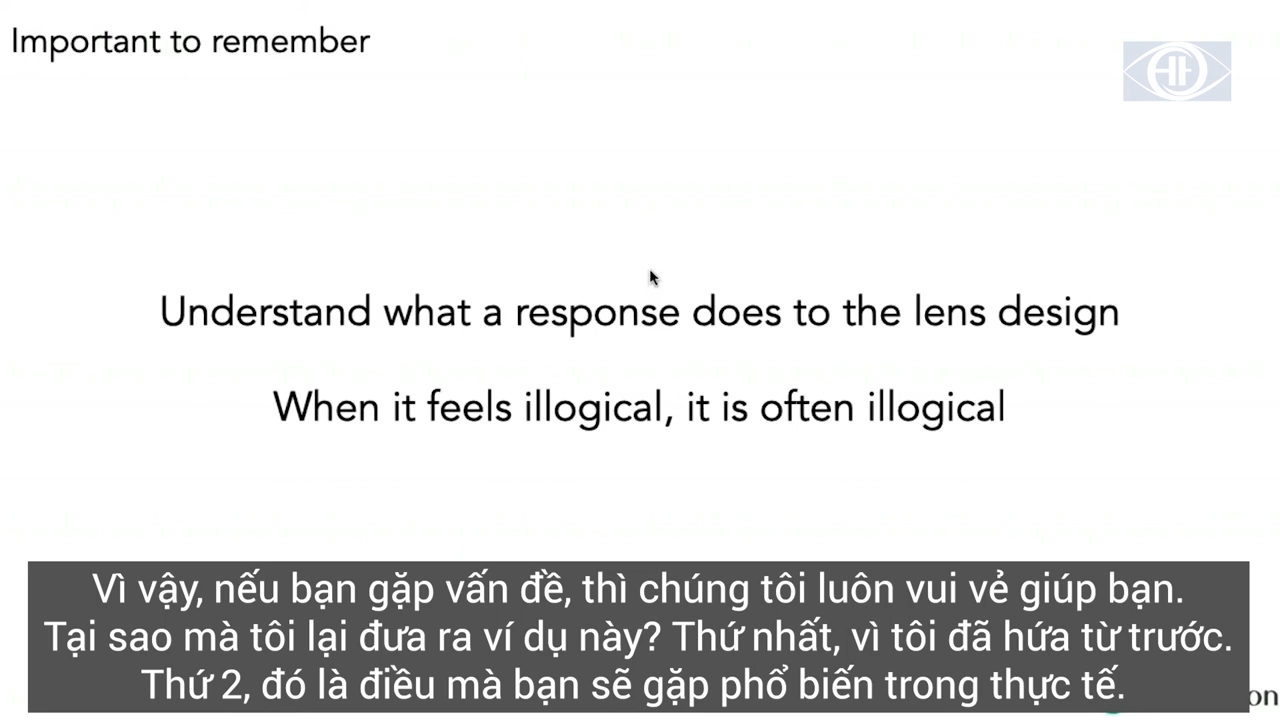 Important to remember
Understand what a response does to the lens design
When it feels illogical, it is often illogical
Vì vậy, nếu bạn gặp vấn đề, thì chúng tôi luôn vui vẻ giúp bạn.
Tại sao mà tôi lại đưa ra ví dụ này? Thứ nhất, vì tôi đã hứa từ trước.
Thứ 2, đó là điều mà bạn sẽ gặp phổ biến trong thực tế.